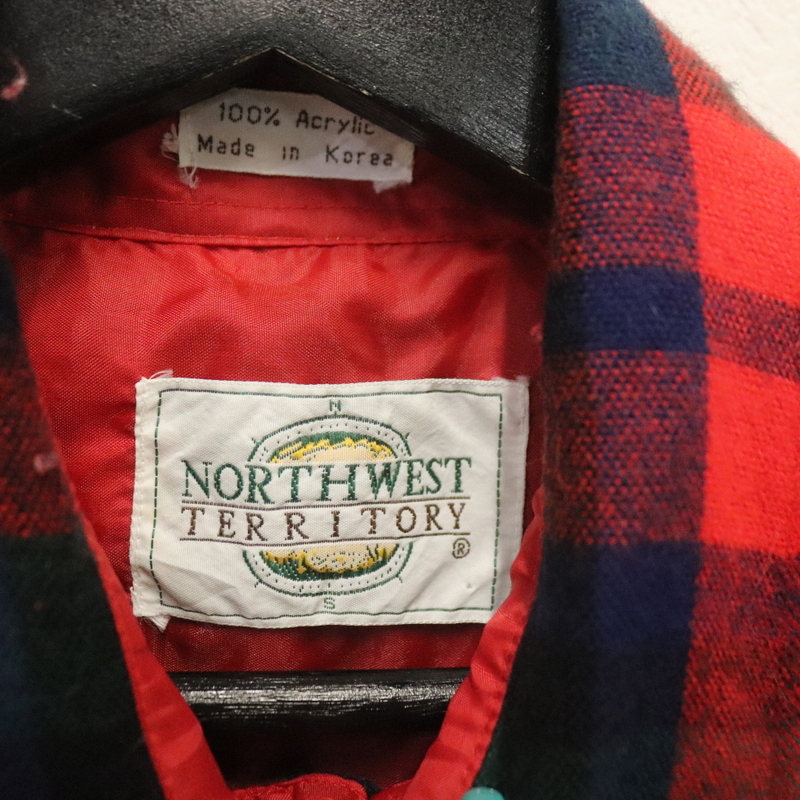 100% Acrylic
Made in Korea
N
NORTHWEST
TERRITORY
®
S